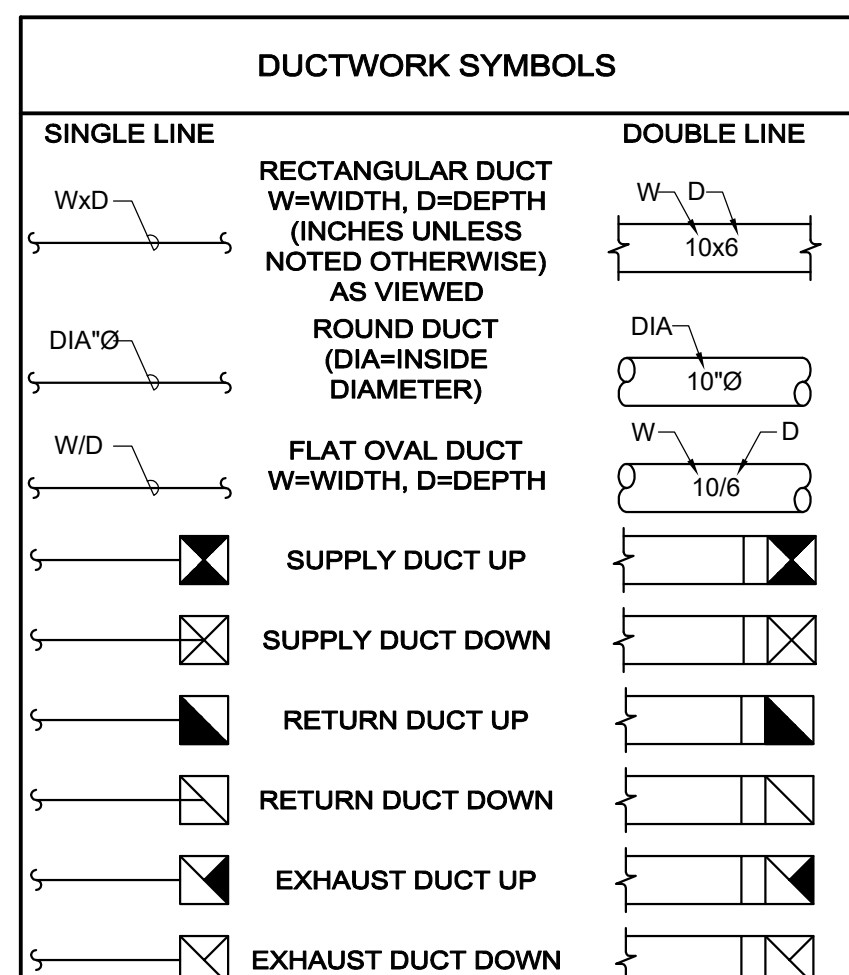 DUCTWORK SYMBOLS
SINGLE LINE
DOUBLE LINE
WxD
RECTANGULAR DUCT
W=WIDTH, D=DEPTH
(INCHES UNLESS
NOTED OTHERWISE)
AS VIEWED
W D
10x6
DIA"Ø
ROUND DUCT
(DIA=INSIDE
DIAMETER)
DIA
10"Ø
W/D
FLAT OVAL DUCT
W=WIDTH, D=DEPTH
W D
10/6
SUPPLY DUCT UP
SUPPLY DUCT DOWN
RETURN DUCT UP
RETURN DUCT DOWN
EXHAUST DUCT UP
EXHAUST DUCT DOWN